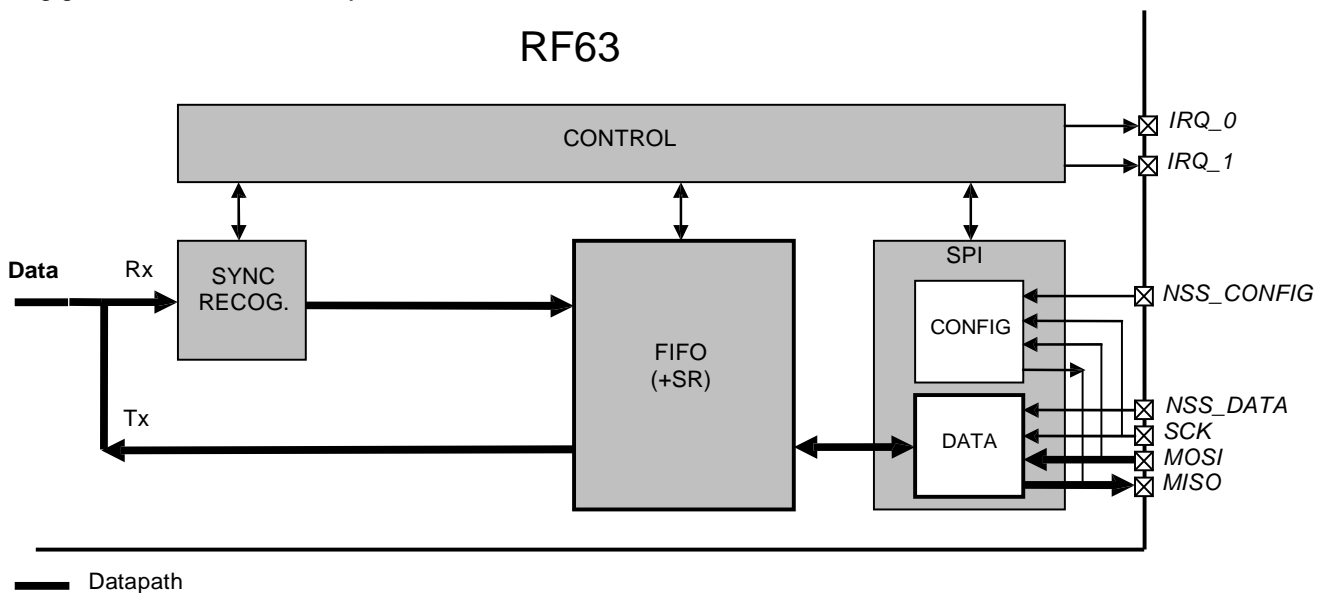 RF63
CONTROL
IRQ_0
IRQ_1
Data
Rx
SYNC
RECOG.
SPI
NSS_CONFIG
CONFIG
FIFO
(+SR)
Tx
NSS_DATA
SCK
DATA
MOSI
MISO
Datapath